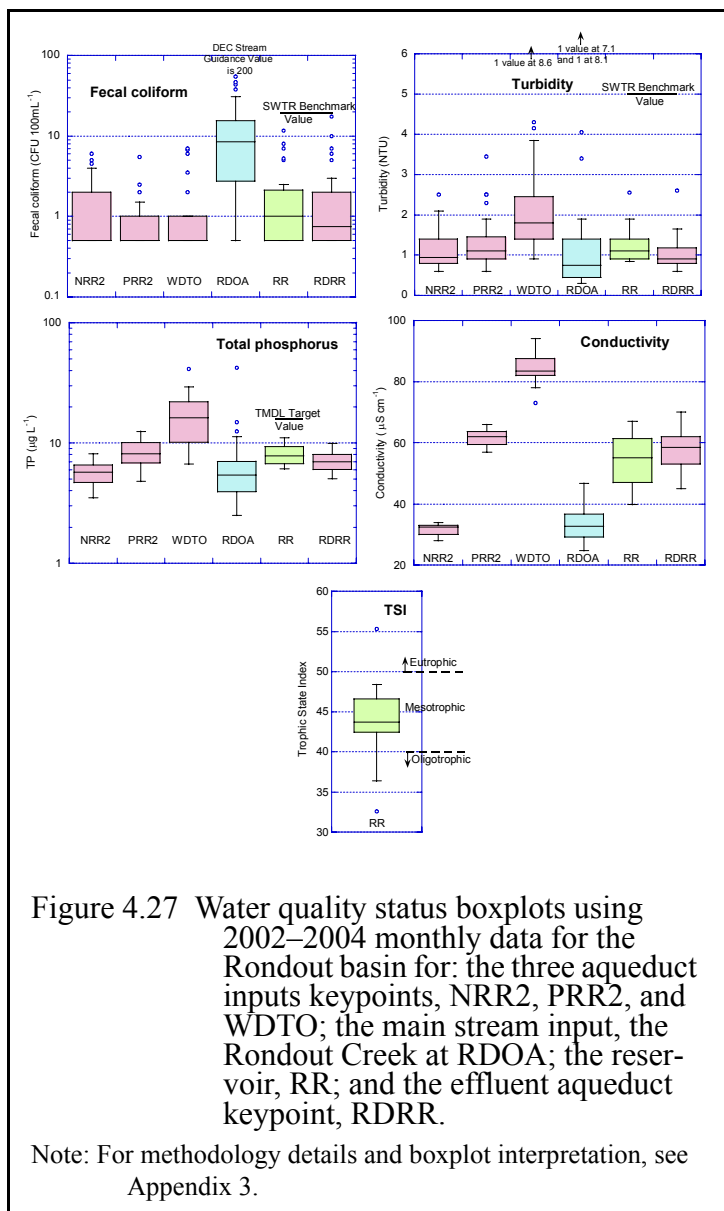 DEC Stream
Guidance Value
is 200
Fecal coliform
SWTR Benchmark
Value
Fecal coliform (CFU 100mL⁻¹)
100
10
1
0.1
NRR2 PRR2 WDTO RDOA RR RDRR
1 value at 8.6
1 value at 7.1
and 1 at 8.1
Turbidity
SWTR Benchmark
Value
Turbidity (NTU)
6
5
4
3
2
1
0
NRR2 PRR2 WDTO RDOA RR RDRR
Total phosphorus
TMDL Target
Value
TP (µg L⁻¹)
100
10
1
NRR2 PRR2 WDTO RDOA RR RDRR
Conductivity
Conductivity (µS cm⁻¹)
100
80
60
40
20
NRR2 PRR2 WDTO RDOA RR RDRR
TSI
Trophic State Index
60
55
50
45
40
35
30
Eutrophic
Mesotrophic
Oligotrophic
RR
Figure 4.27 Water quality status boxplots using
2002–2004 monthly data for the
Rondout basin for: the three aqueduct
inputs keypoints, NRR2, PRR2, and
WDTO; the main stream input, the
Rondout Creek at RDOA; the reser-
voir, RR; and the effluent aqueduct
keypoint, RDRR.
Note: For methodology details and boxplot interpretation, see
Appendix 3.